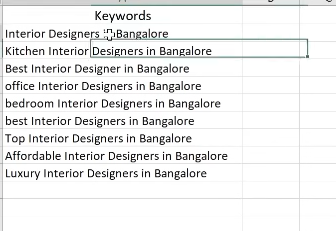 Keywords
Interior Designers in Bangalore
Kitchen Interior Designers in Bangalore
Best Interior Designer in Bangalore
office Interior Designers in Bangalore
bedroom Interior Designers in Bangalore
best Interior Designers in Bangalore
Top Interior Designers in Bangalore
Affordable Interior Designers in Bangalore
Luxury Interior Designers in Bangalore